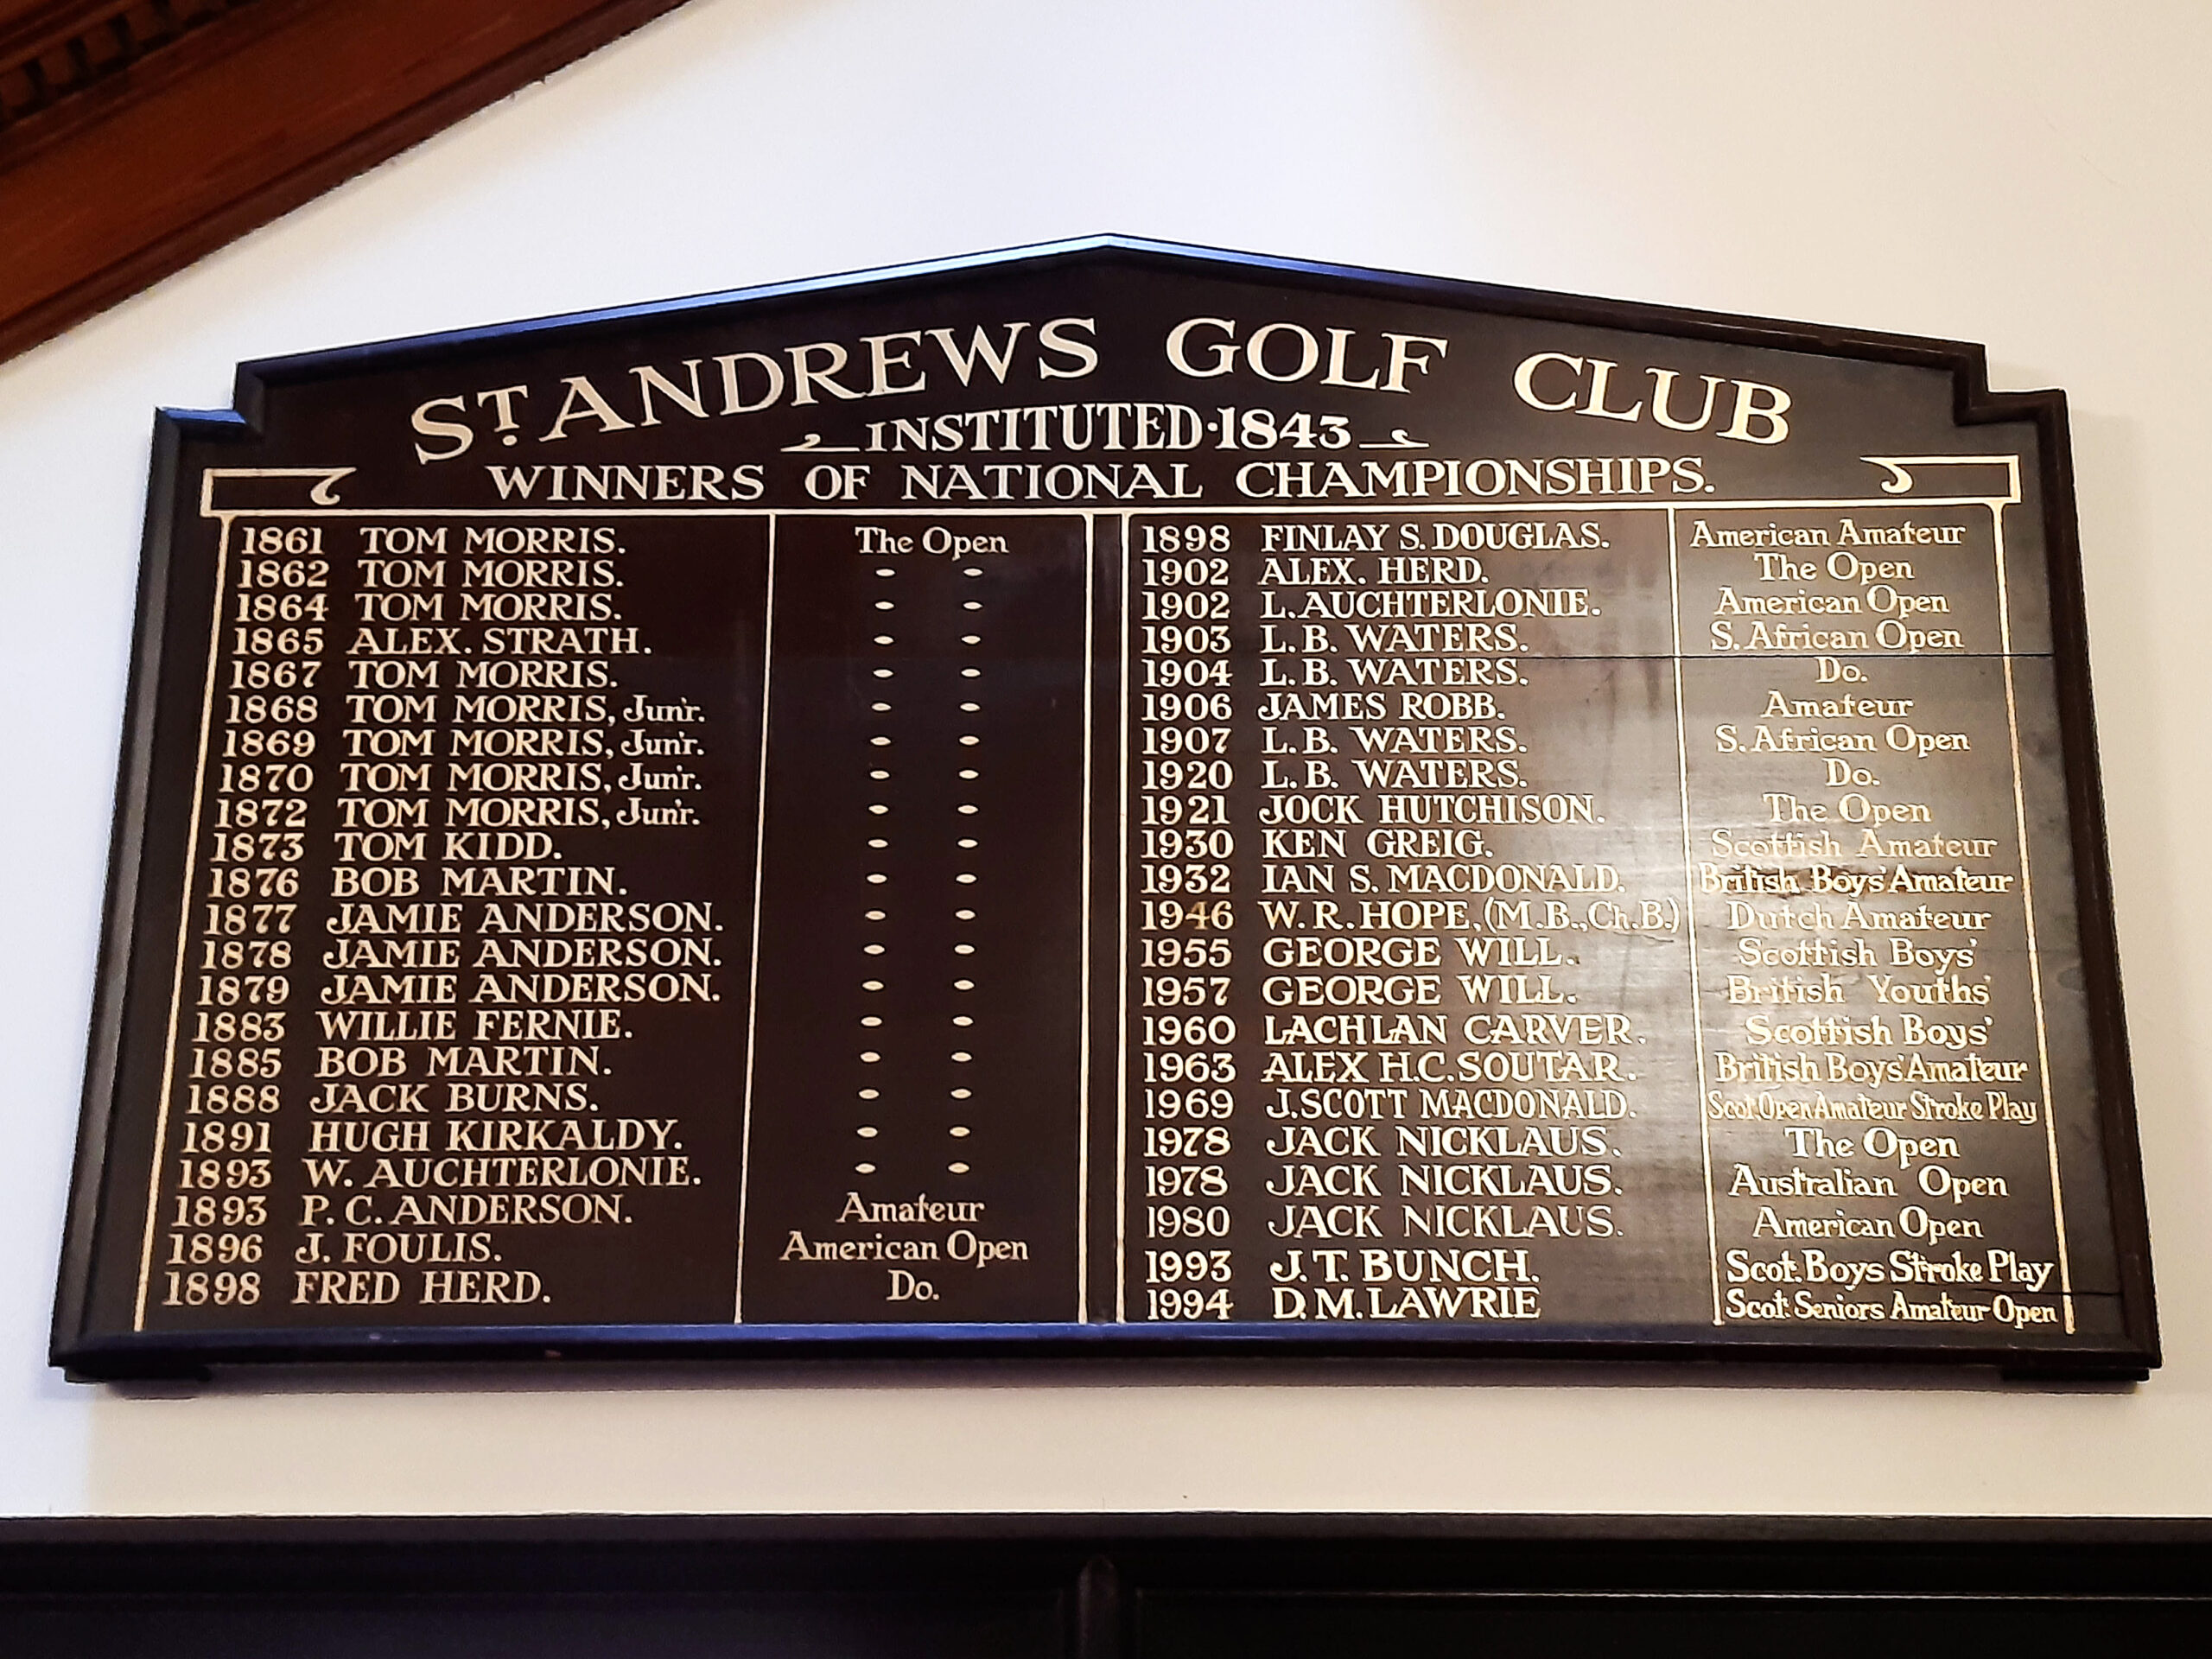 ST. ANDREWS GOLF CLUB
INSTITUTED·1843
WINNERS OF NATIONAL CHAMPIONSHIPS.
1861 TOM MORRIS. The Open
1862 TOM MORRIS. - -
1864 TOM MORRIS. - -
1865 ALEX. STRATH. - -
1867 TOM MORRIS. - -
1868 TOM MORRIS, Jun'r. - -
1869 TOM MORRIS, Jun'r. - -
1870 TOM MORRIS, Jun'r. - -
1872 TOM MORRIS, Jun'r. - -
1873 TOM KIDD. - -
1876 BOB MARTIN. - -
1877 JAMIE ANDERSON. - -
1878 JAMIE ANDERSON. - -
1879 JAMIE ANDERSON. - -
1883 WILLIE FERNIE. - -
1885 BOB MARTIN. - -
1888 JACK BURNS. - -
1891 HUGH KIRKALDY. - -
1893 W. AUCHTERLONIE. - -
1893 P. C. ANDERSON. Amateur
1896 J. FOULIS. American Open
1898 FRED HERD. Do.
1898 FINLAY S. DOUGLAS. American Amateur
1902 ALEX. HERD. The Open
1902 L. AUCHTERLONIE. American Open
1903 L. B. WATERS. S. African Open
1904 L. B. WATERS. Do.
1906 JAMES ROBB. Amateur
1907 L. B. WATERS. S. African Open
1920 L. B. WATERS. Do.
1921 JOCK HUTCHISON. The Open
1930 KEN GREIG. Scottish Amateur
1932 IAN S. MACDONALD. British Boys' Amateur
1946 W. R. HOPE, (M.B., Ch.B.) Dutch Amateur
1955 GEORGE WILL. Scottish Boys'
1957 GEORGE WILL. British Youths'
1960 LACHLAN CARVER. Scottish Boys'
1963 ALEX H.C. SOUTAR. British Boys' Amateur
1969 J. SCOTT MACDONALD. Scot. Open Amateur Stroke Play
1978 JACK NICKLAUS. The Open
1978 JACK NICKLAUS. Australian Open
1980 JACK NICKLAUS. American Open
1993 J. T. BUNCH. Scot. Boys Stroke Play
1994 D. M. LAWRIE Scot. Seniors Amateur Open